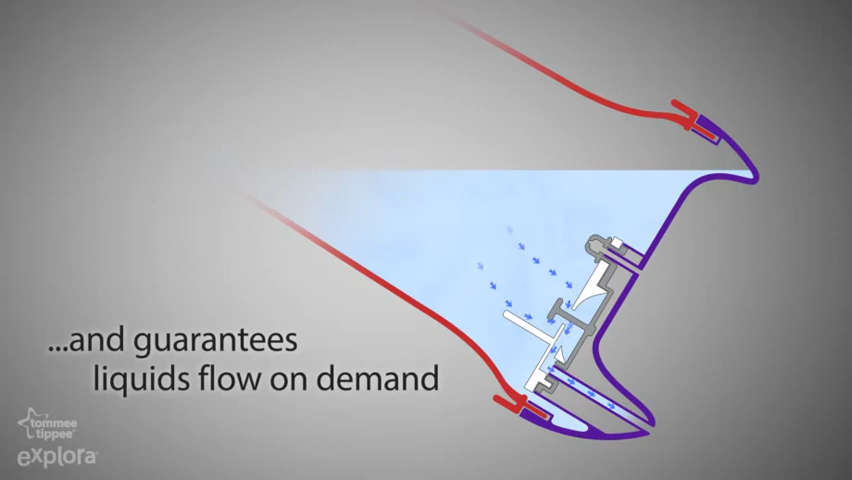 ...and guarantees
liquids flow on demand
tommee
tippee
explora